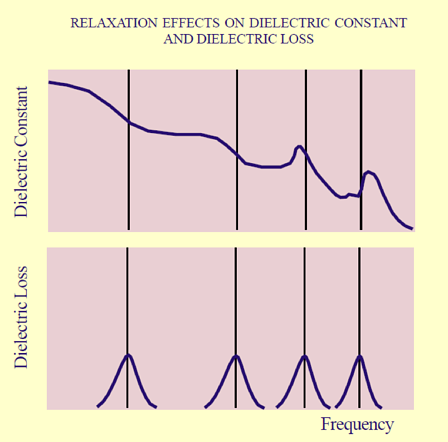 RELAXATION EFFECTS ON DIELECTRIC CONSTANT
AND DIELECTRIC LOSS
Dielectric Constant
Dielectric Loss
Frequency